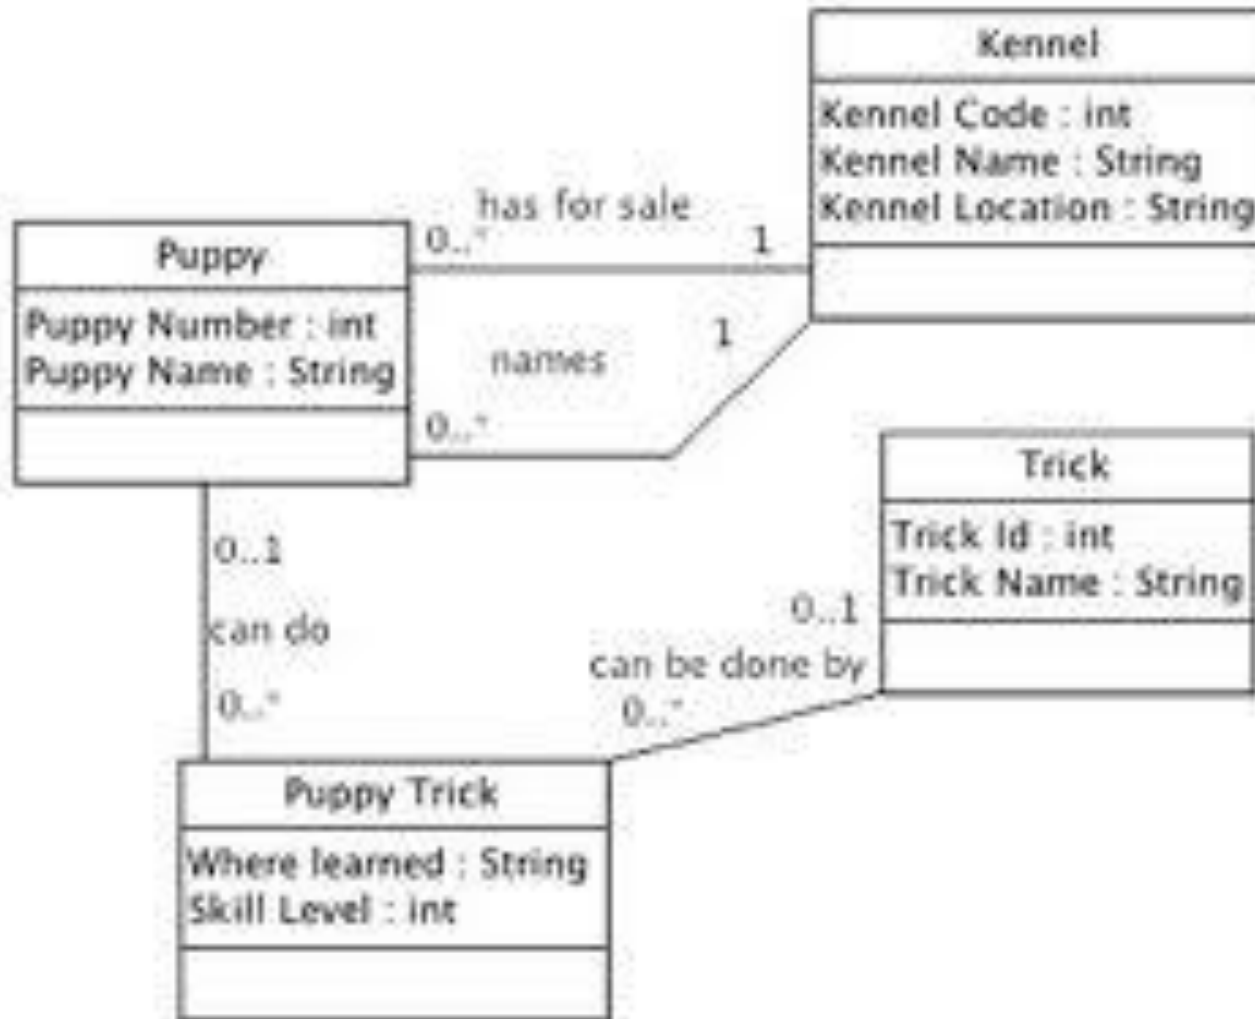 Kennel
Kennel Code : int
Kennel Name : String
Kennel Location : String
has for sale
0..*
1
Puppy
Puppy Number : int
Puppy Name : String
names
1
0..*
Trick
Trick Id : int
Trick Name : String
0..1
can do
0..*
0..1
can be done by
0..*
Puppy Trick
Where learned : String
Skill Level : int